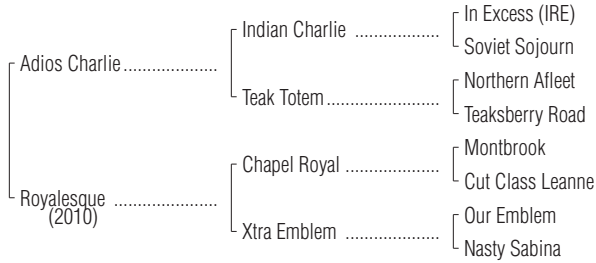 In Excess (IRE)
Indian Charlie ...................
Soviet Sojourn
Adios Charlie .....................
Northern Afleet
Teak Totem .........................
Teaksberry Road
Montbrook
Chapel Royal .....................
Cut Class Leanne
Royalesque .......................
(2010)
Our Emblem
Xtra Emblem .....................
Nasty Sabina